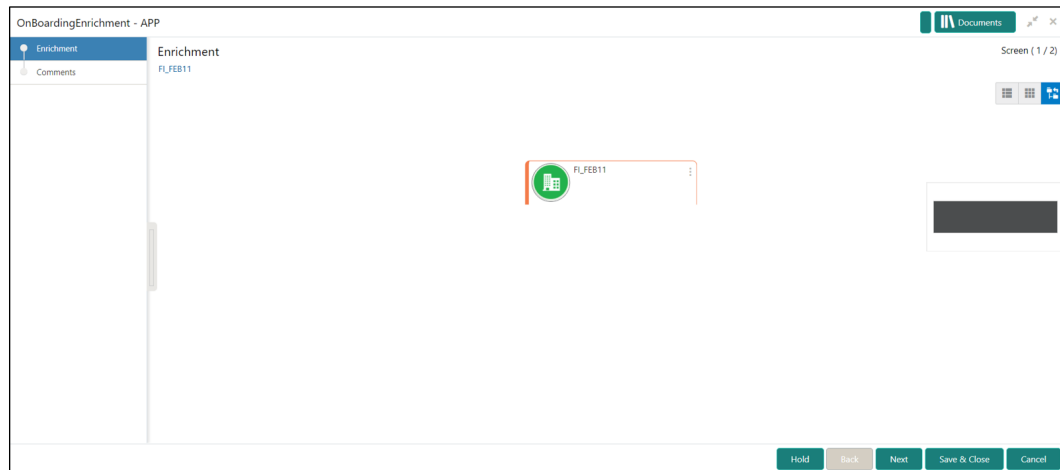 OnBoardingEnrichment - APP
Documents
Enrichment
Comments
Enrichment
Screen ( 1 / 2)
FI_FEB11
FI_FEB11
Hold
Back
Next
Save & Close
Cancel